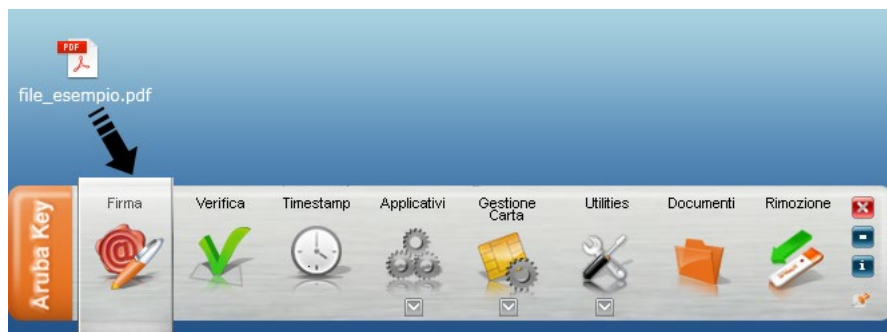 PDF
file_esempio.pdf
Aruba Key
Firma
Verifica
Timestamp
Applicativi
Gestione
Carta
Utilities
Documenti
Rimozione